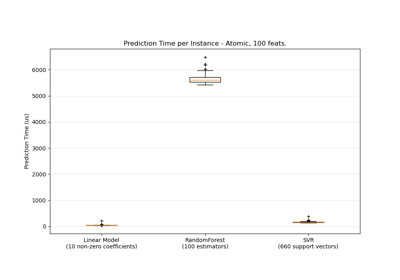 Prediction Time per Instance - Atomic, 100 feats.
Prediction Time (us)
6000
5000
4000
3000
2000
1000
0
Linear Model
(10 non-zero coefficients)
RandomForest
(100 estimators)
SVR
(660 support vectors)